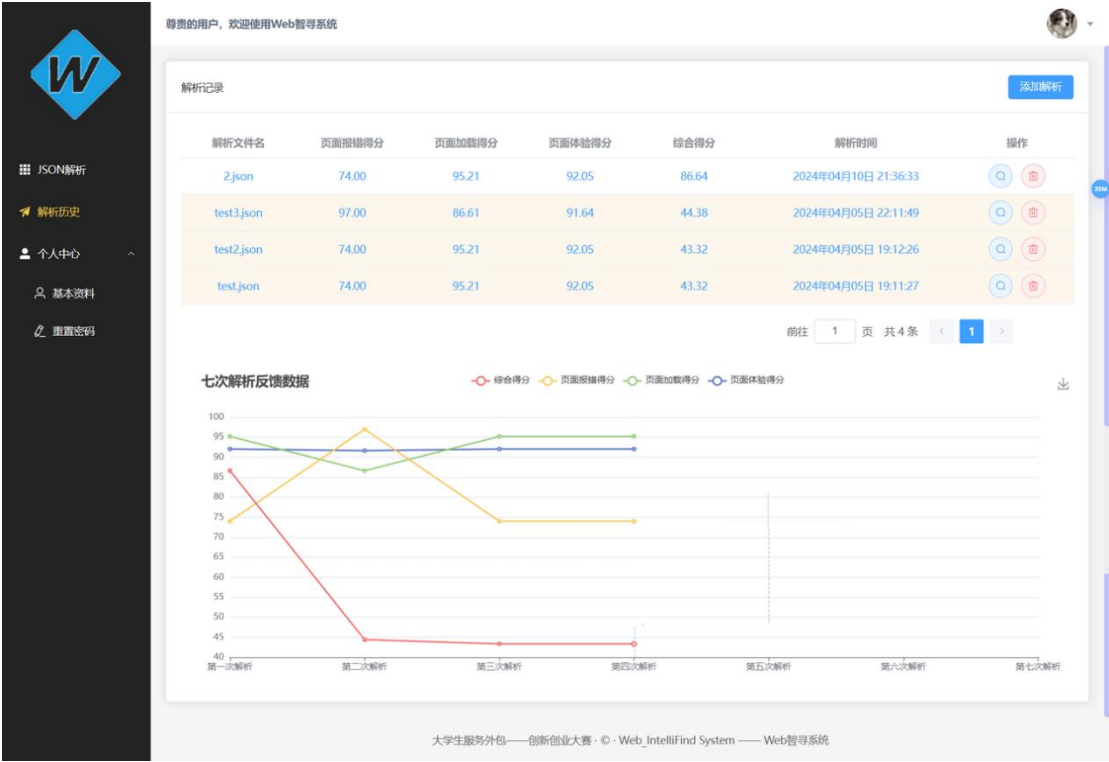 尊贵的用户，欢迎使用Web智寻系统
W
JSON解析
解析历史
个人中心
基本资料
重置密码
解析记录
添加解析
解析文件名 页面报错得分 页面加载得分 页面体验得分 综合得分 解析时间 操作
2.json 74.00 95.21 92.05 86.64 2024年04月10日 21:36:33
test3.json 97.00 86.61 91.64 44.38 2024年04月05日 22:11:49
test2.json 74.00 95.21 92.05 43.32 2024年04月05日 19:12:26
test.json 74.00 95.21 92.05 43.32 2024年04月05日 19:11:27
前往 1 页 共 4 条 < 1 >
七次解析反馈数据
综合得分 页面报错得分 页面加载得分 页面体验得分
100
95
90
85
80
75
70
65
60
55
50
45
40
第一次解析 第二次解析 第三次解析 第四次解析 第五次解析 第六次解析 第七次解析
大学生服务外包——创新创业大赛 · © · Web_IntelliFind System —— Web智寻系统